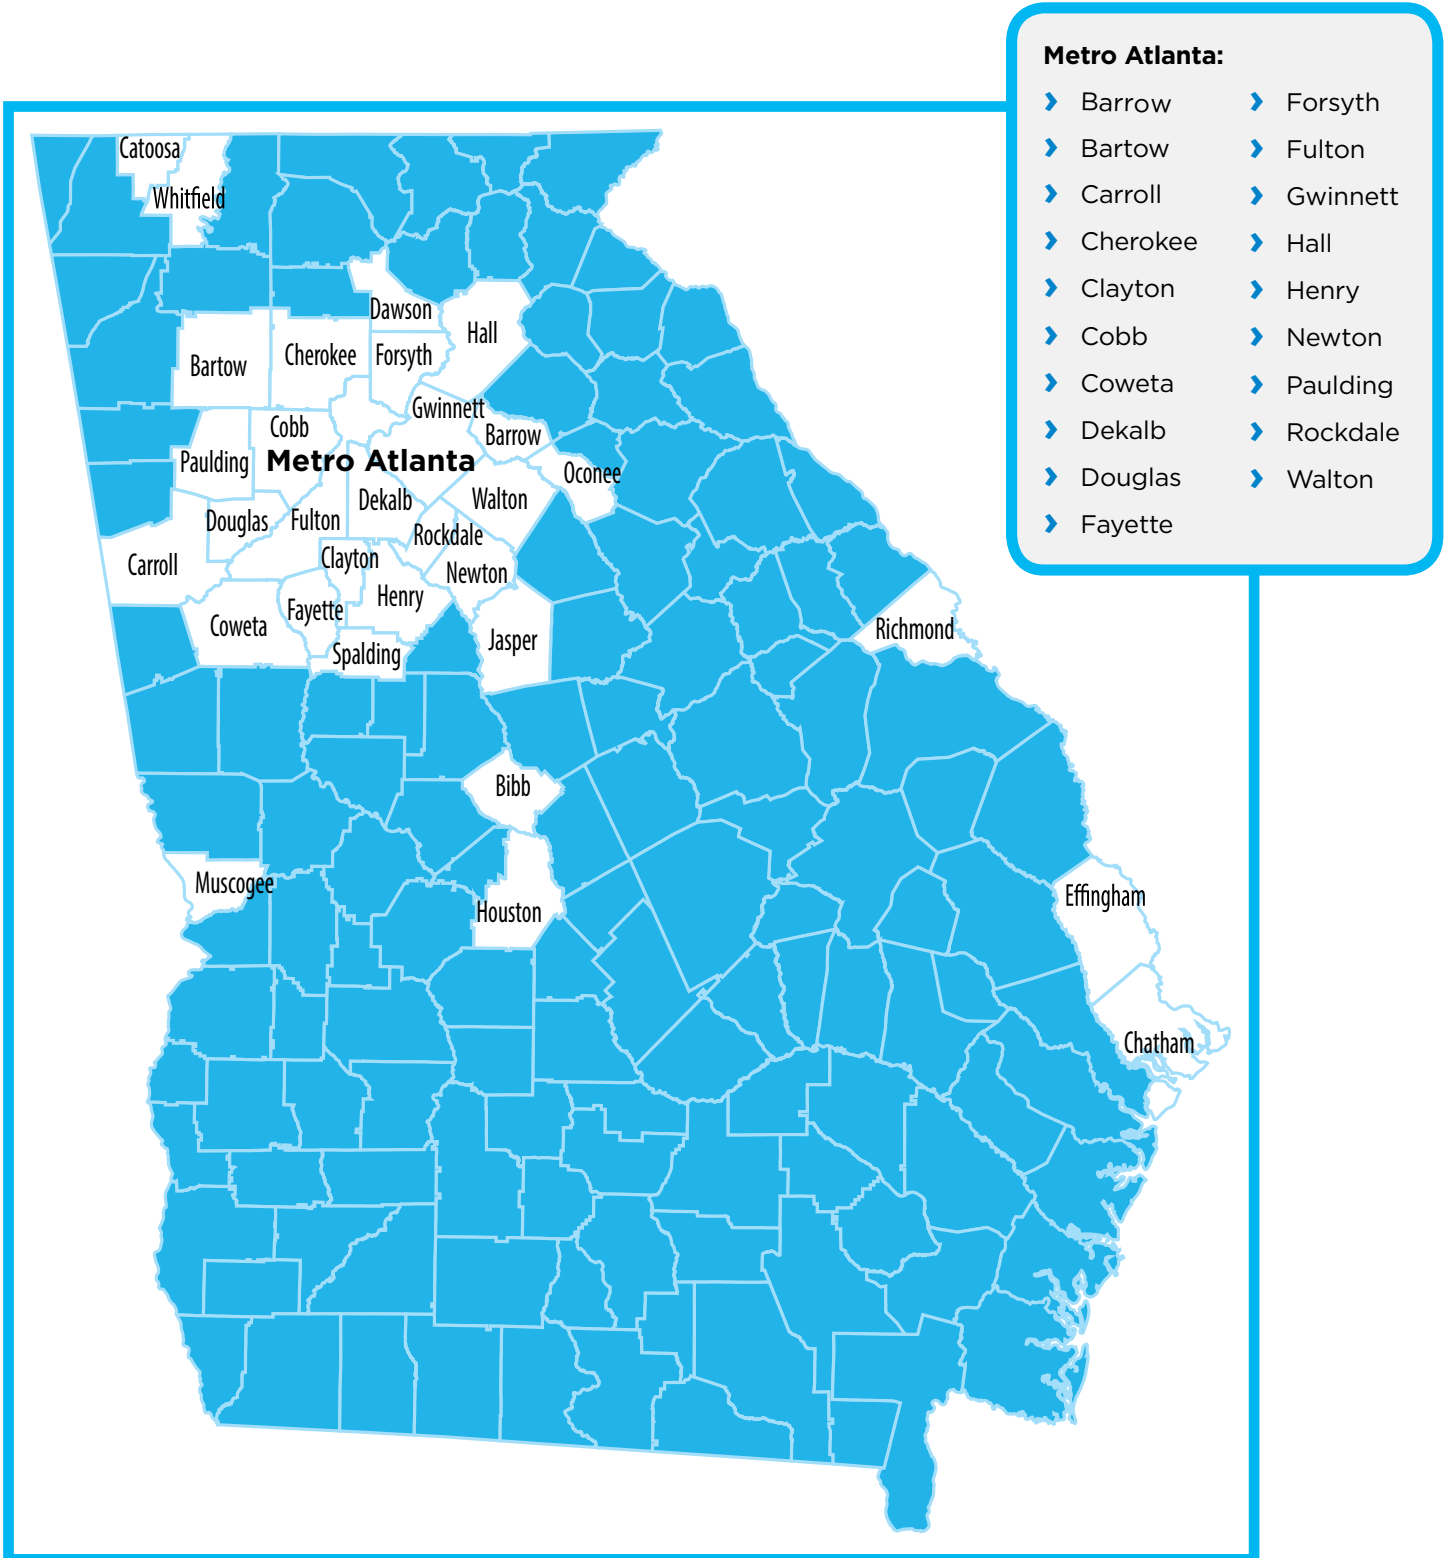 Metro Atlanta:
Barrow
Bartow
Carroll
Cherokee
Clayton
Cobb
Coweta
Dekalb
Douglas
Fayette
Forsyth
Fulton
Gwinnett
Hall
Henry
Newton
Paulding
Rockdale
Walton
Catoosa
Whitfield
Dawson
Hall
Bartow
Cherokee
Forsyth
Gwinnett
Cobb
Barrow
Paulding
Metro Atlanta
Oconee
Dekalb
Walton
Douglas
Fulton
Rockdale
Carroll
Clayton
Newton
Henry
Fayette
Coweta
Jasper
Spalding
Richmond
Bibb
Muscogee
Houston
Effingham
Chatham